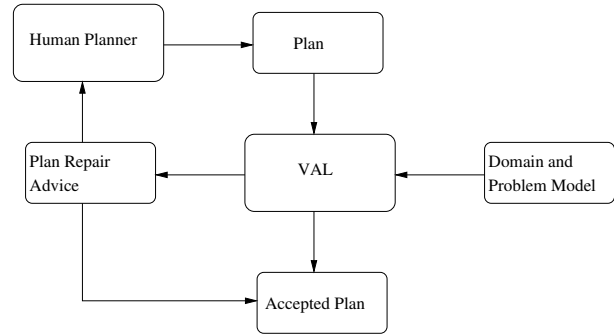 Human Planner
Plan
Plan Repair
Advice
VAL
Domain and
Problem Model
Accepted Plan